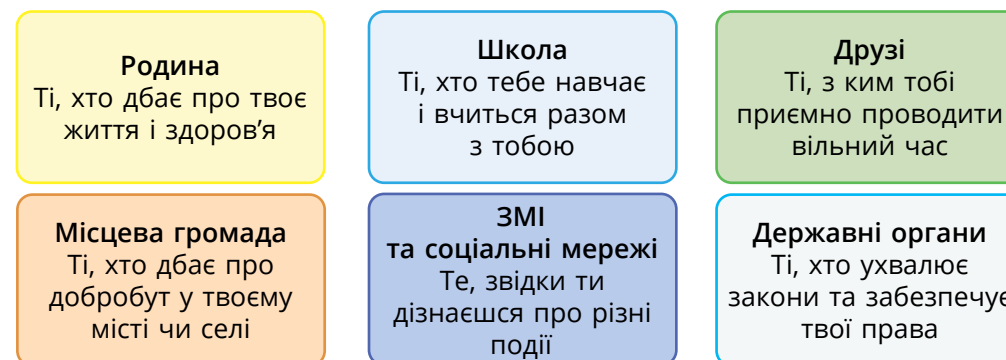 Родина
Ті, хто дбає про твоє
життя і здоров’я
Школа
Ті, хто тебе навчає
і вчиться разом
з тобою
Друзі
Ті, з ким тобі
приємно проводити
вільний час
Місцева громада
Ті, хто дбає про
добробут у твоєму
місті чи селі
ЗМІ
та соціальні мережі
Те, звідки ти
дізнаєшся про різні
події
Державні органи
Ті, хто ухвалює
закони та забезпечує
твої права